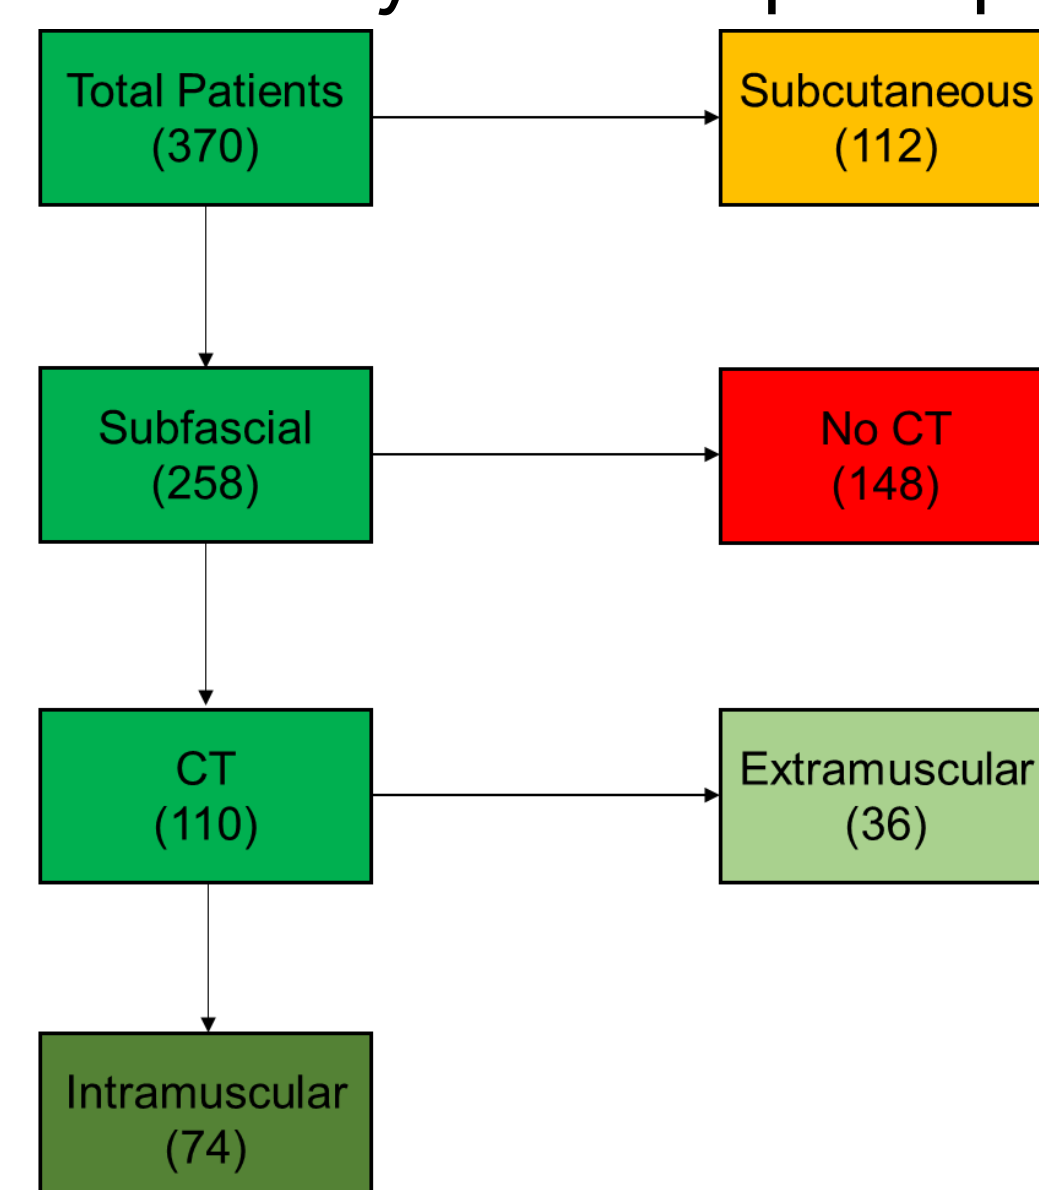 Total Patients
(370)
Subcutaneous
(112)
Subfascial
(258)
No CT
(148)
CT
(110)
Extramuscular
(36)
Intramuscular
(74)